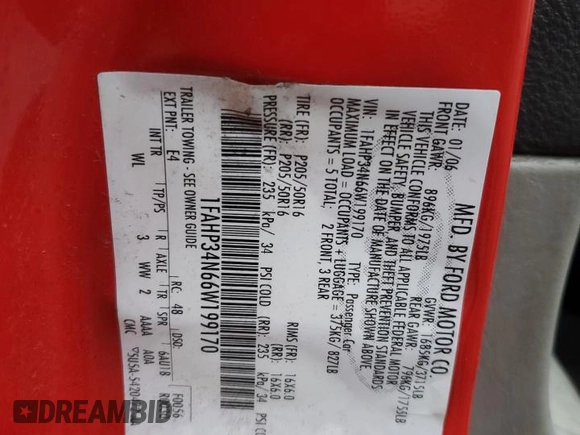 MFD. BY FORD MOTOR CO.
DATE: 01/06 GVWR: 1685KG/3715LB
FRONT GAWR: 896KG/1975LB REAR GAWR: 798KG/1758LB
THIS VEHICLE CONFORMS TO ALL APPLICABLE FEDERAL MOTOR
VEHICLE SAFETY, BUMPER AND THEFT PREVENTION STANDARDS
IN EFFECT ON THE DATE OF MANUFACTURE SHOWN ABOVE.
VIN: 1FAHP34N66W199170 TYPE: Passenger Car
MAXIMUM LOAD = OCCUPANTS + LUGGAGE = 375KG/ 827LB
OCCUPANTS = 5 TOTAL: 2 FRONT, 3 REAR
TIRE (FR): P205/50R16 RIMS (FR): 16X6.0
(RR): P205/50R16 (RR): 16X6.0
PRESSURE (FR): 235 kPa/ 34 PSI COLD (RR): 235 kPa/ 34 PSI
1FAHP34N66W199170
TRAILER TOWING - SEE OWNER GUIDE
F0056
EXT PNT: E4 RC: 48 DSO:
INT TR TP/PS R AXLE TR SPR
WL 3 WW 2 AAAA AOA
DREAMBID